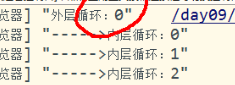 览器] "外层循环：0" /day09/
览器] "----->内层循环：0"
览器] "----->内层循环：1"
览器] "----->内层循环：2"